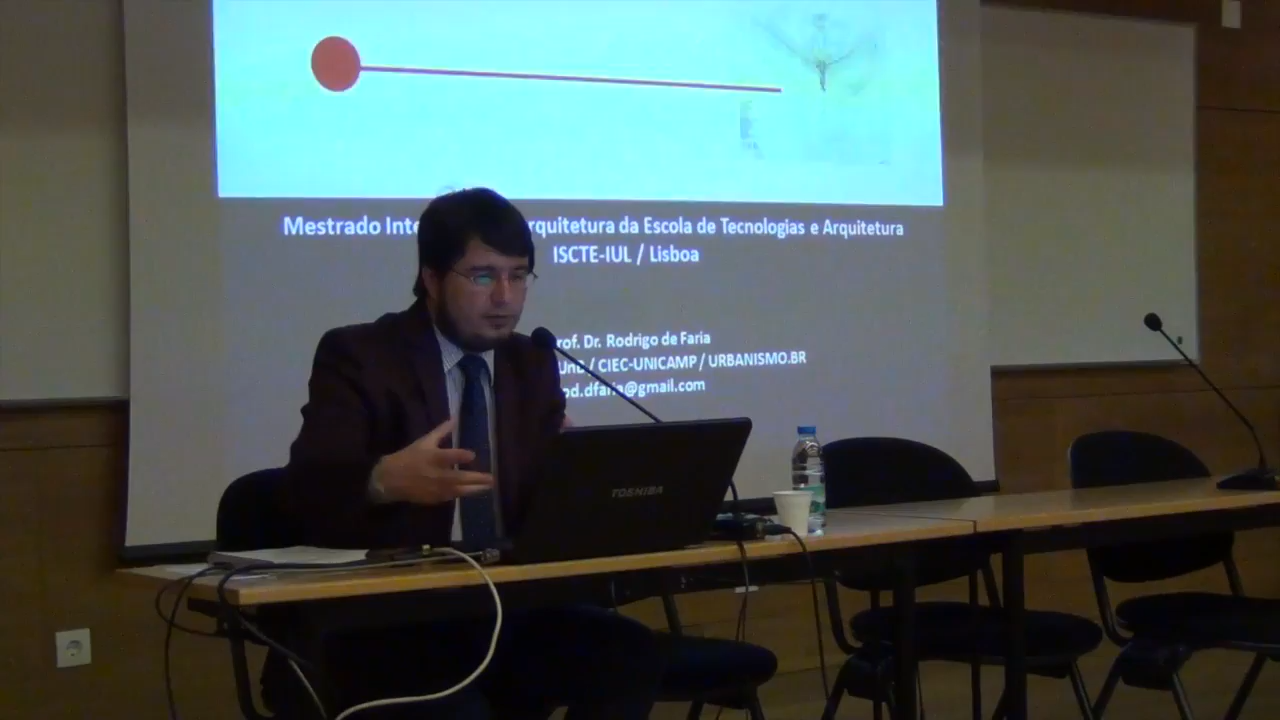 Mestrado Inte rquitetura da Escola de Tecnologias e Arquitetura
ISCTE-IUL / Lisboa
rof. Dr. Rodrigo de Faria
UnB / CIEC-UNICAMP / URBANISMO.BR
od.dfaria@gmail.com
TOSHIBA